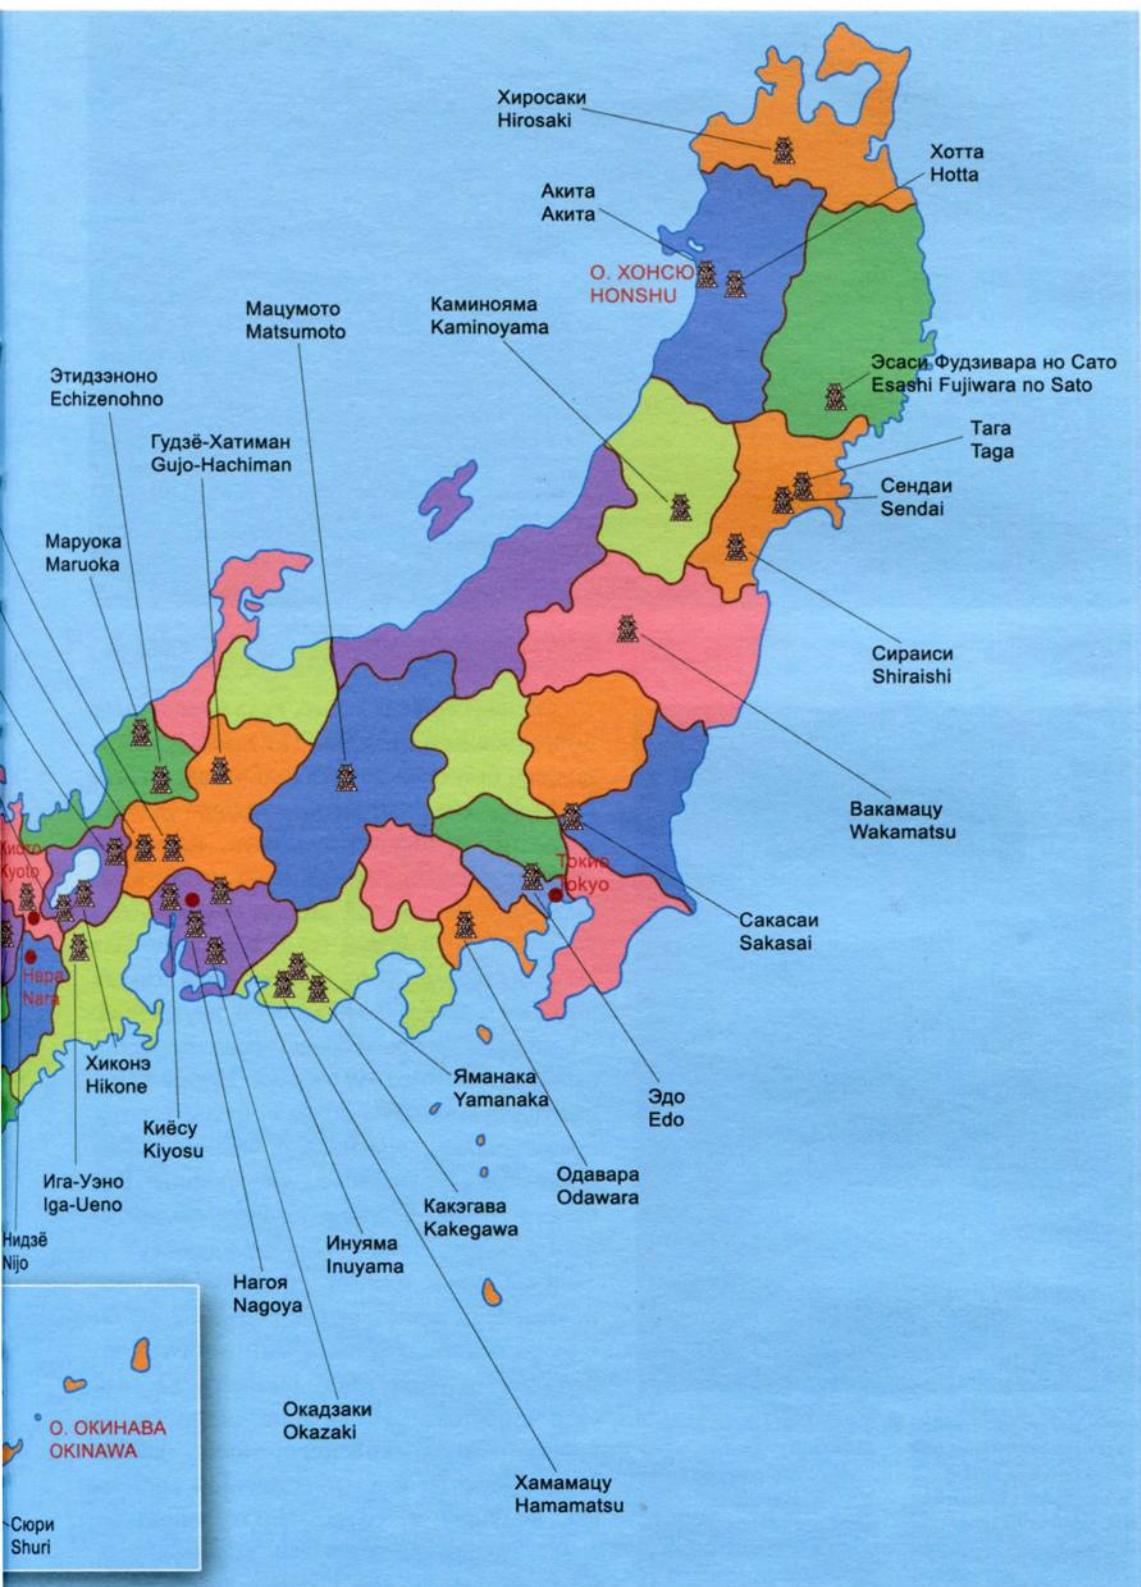 Хиросаки
Hirosaki
Хотта
Hotta
Акита
Акита
О. ХОНСЮ
HONSHU
Мацумото
Matsumoto
Каминояма
Kaminoyama
Этидзэноно
Echizenohno
Эсаси Фудзивара но Сато
Esashi Fujiwara no Sato
Гудзё-Хатиман
Gujo-Hachiman
Тага
Taga
Сендаи
Sendai
Маруока
Maruoka
Сираиси
Shiraishi
Вакамацу
Wakamatsu
Киото
Kyoto
Токио
Tokyo
Сакасаи
Sakasai
Нара
Nara
Хиконэ
Hikone
Яманака
Yamanaka
Эдо
Edo
Киёсу
Kiyosu
Ига-Уэно
Iga-Ueno
Одавара
Odawara
Какэгава
Kakegawa
Нидзё
Nijo
Инуяма
Inuyama
Нагоя
Nagoya
Окадзаки
Okazaki
О. ОКИНАВА
OKINAWA
Хамамацу
Hamamatsu
Сюри
Shuri